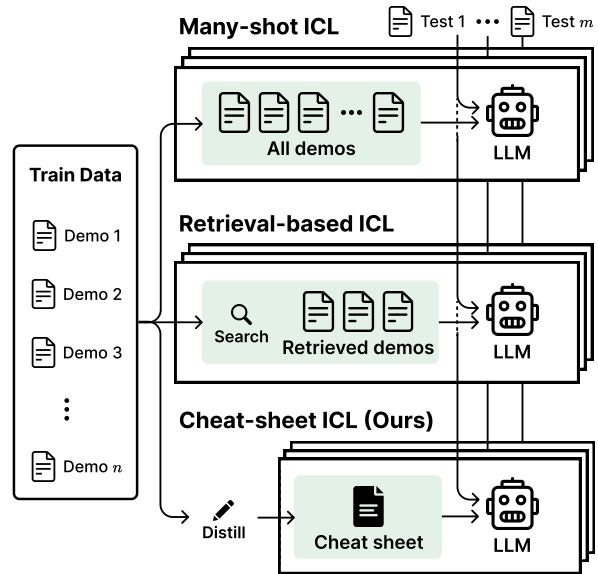 Many-shot ICL
Test 1 ••• Test m
All demos
LLM
Train Data
Demo 1
Demo 2
Demo 3
Demo n
Retrieval-based ICL
Search
Retrieved demos
LLM
Cheat-sheet ICL (Ours)
Distill
Cheat sheet
LLM